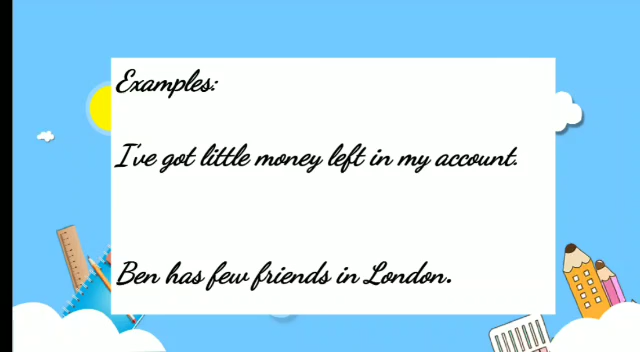 Examples:
I've got little money left in my account.
Ben has few friends in London.